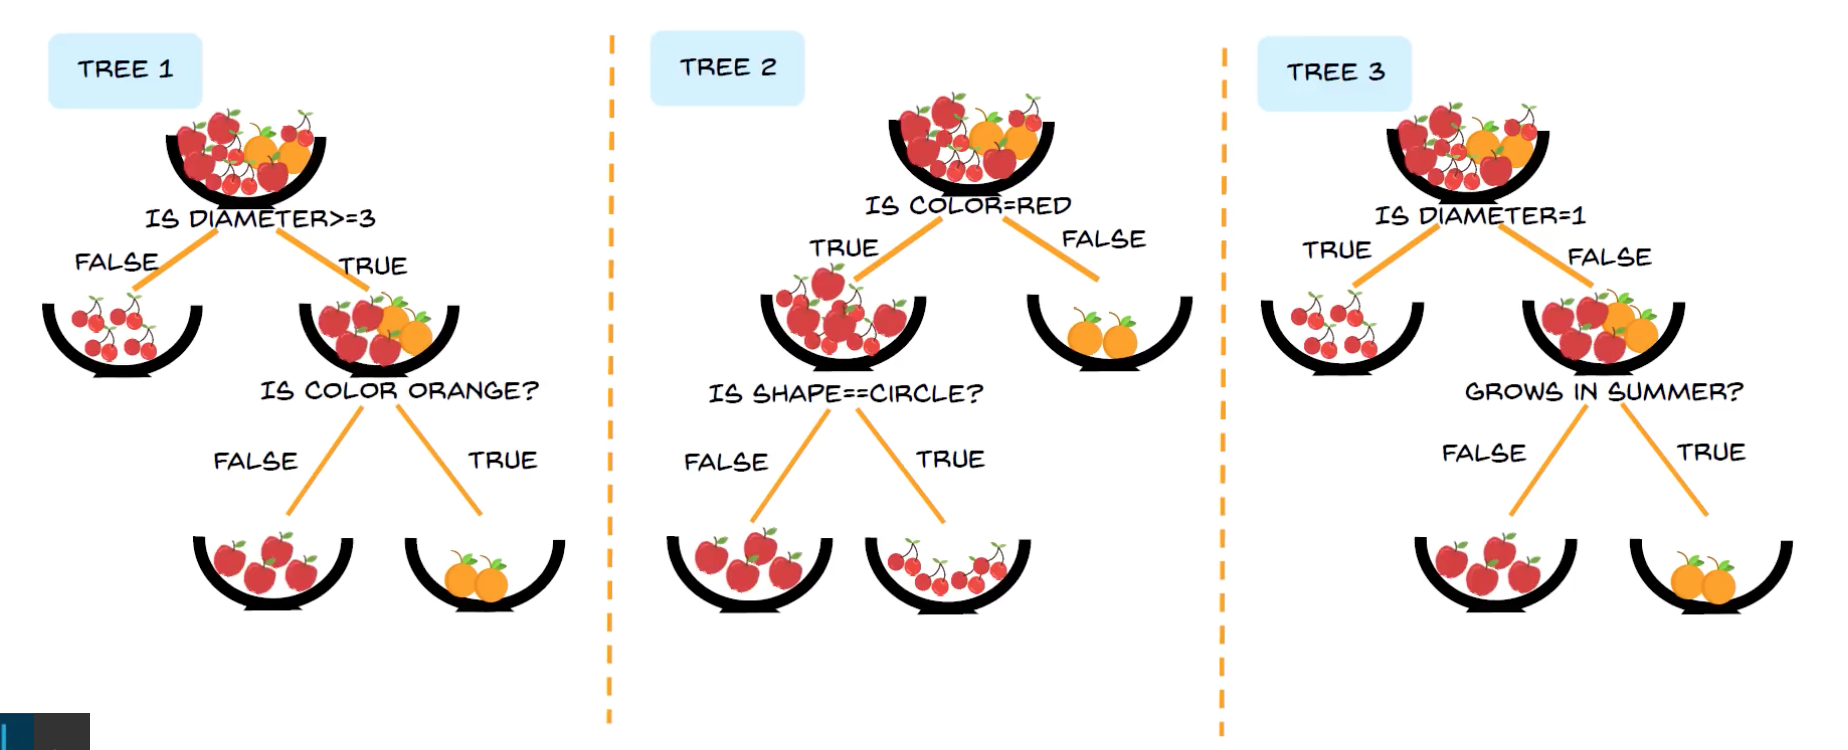 TREE 1
IS DIAMETER>=3
FALSE
TRUE
IS COLOR ORANGE?
FALSE
TRUE
TREE 2
IS COLOR=RED
TRUE
FALSE
IS SHAPE==CIRCLE?
FALSE
TRUE
TREE 3
IS DIAMETER=1
TRUE
FALSE
GROWS IN SUMMER?
FALSE
TRUE